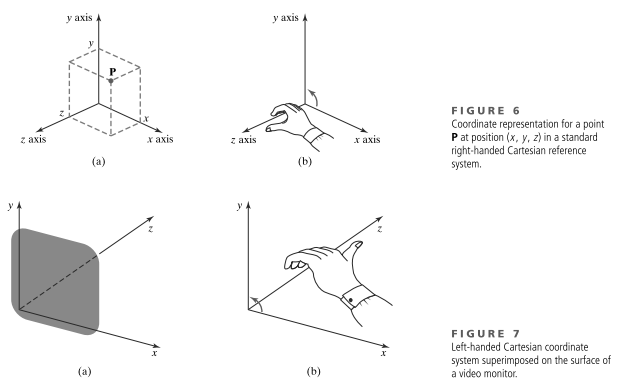 y axis
y
P
z
x
z axis
x axis
(a)
y axis
z axis
x axis
(b)
FIGURE 6
Coordinate representation for a point
P at position (x, y, z) in a standard
right-handed Cartesian reference
system.
y
z
x
(a)
y
z
x
(b)
FIGURE 7
Left-handed Cartesian coordinate
system superimposed on the surface of
a video monitor.